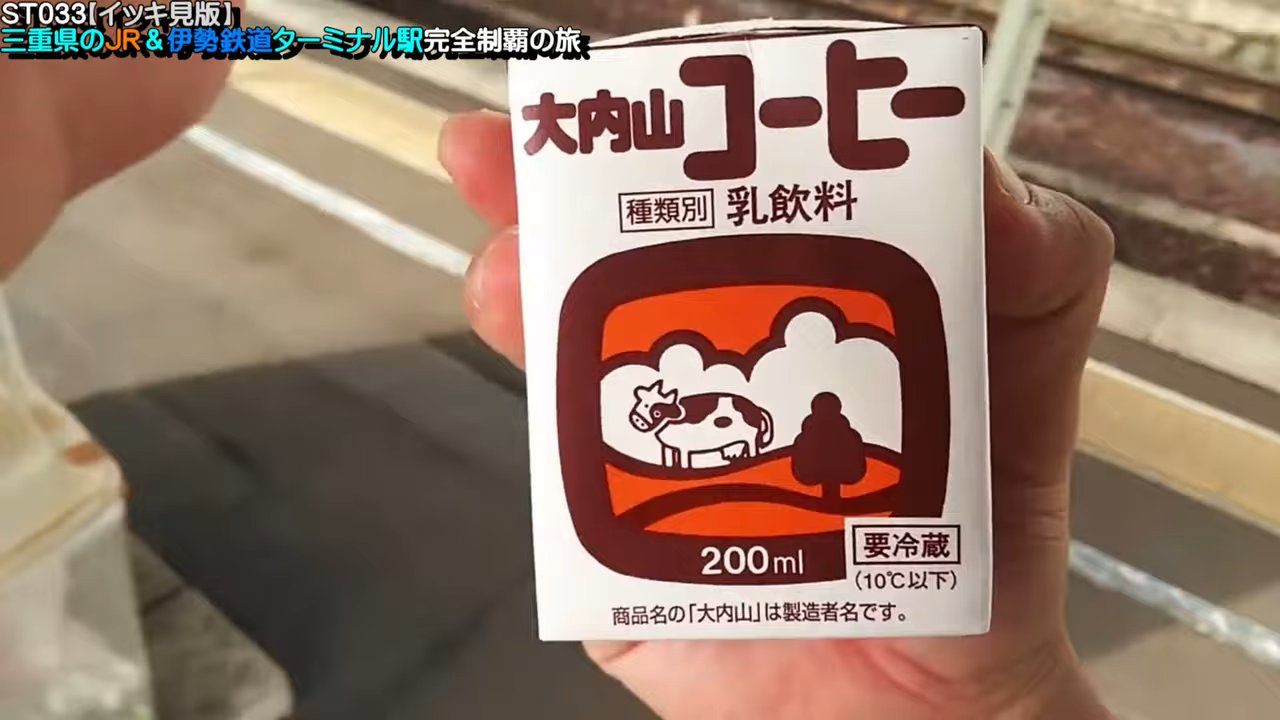 ST033【イッキ見版】
三重県のJR&伊勢鉄道ターミナル駅完全制覇の旅
大内山コーヒー
種類別 乳飲料
200ml
要冷蔵
(10℃以下)
商品名の「大内山」は製造者名です。